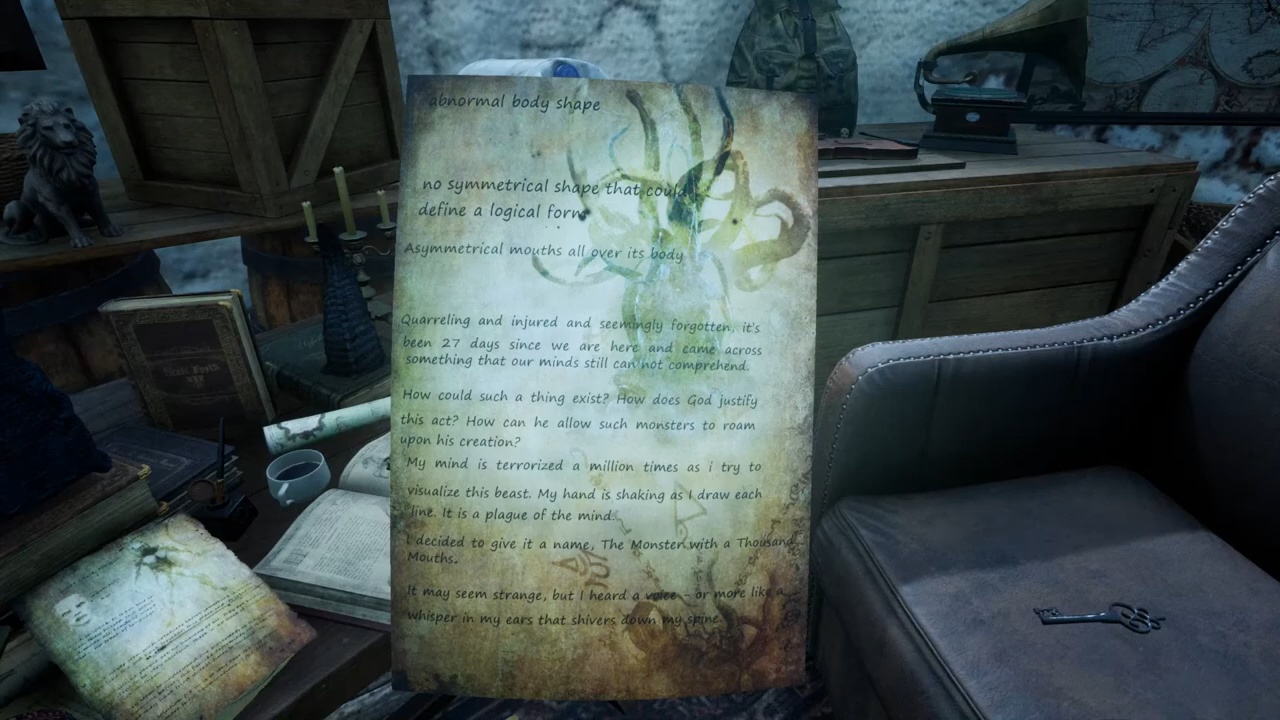 abnormal body shape
no symmetrical shape that could
define a logical form
Asymmetrical mouths all over its body
Quarreling and injured and seemingly forgotten, it's
been 27 days since we are here and came across
something that our minds still can not comprehend.
How could such a thing exist? How does God justify
this act? How can he allow such monsters to roam
upon his creation?
My mind is terrorized a million times as i try to
visualize this beast. My hand is shaking as I draw each
line. It is a plague of the mind.
I decided to give it a name, The Monster with a Thousand
Mouths.
It may seem strange, but I heard a voice - or more like a
whisper in my ears that shivers down my spine.